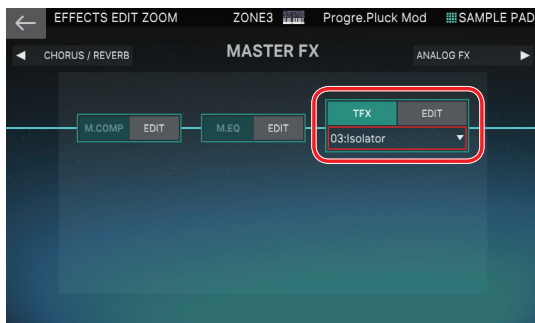 EFFECTS EDIT ZOOM ZONE3 Progre.Pluck Mod SAMPLE PAD
CHORUS / REVERB MASTER FX ANALOG FX
TFX EDIT
M.COMP EDIT M.EQ EDIT
03:Isolator